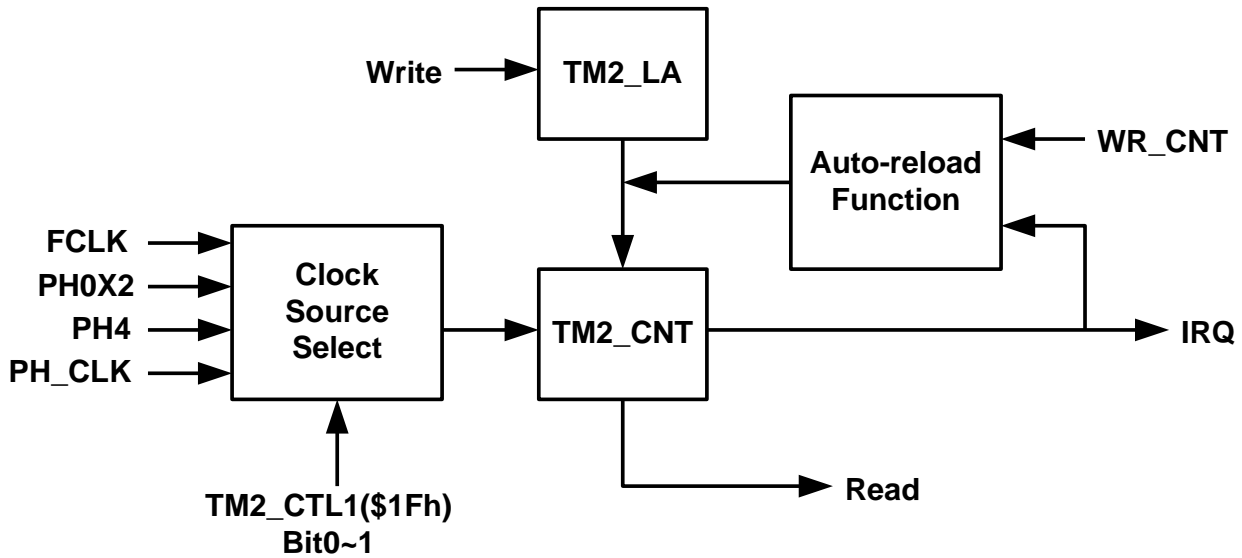 Write
TM2_LA
WR_CNT
Auto-reload
Function
FCLK
PH0X2
PH4
PH_CLK
Clock
Source
Select
TM2_CNT
IRQ
Read
TM2_CTL1($1Fh)
Bit0~1